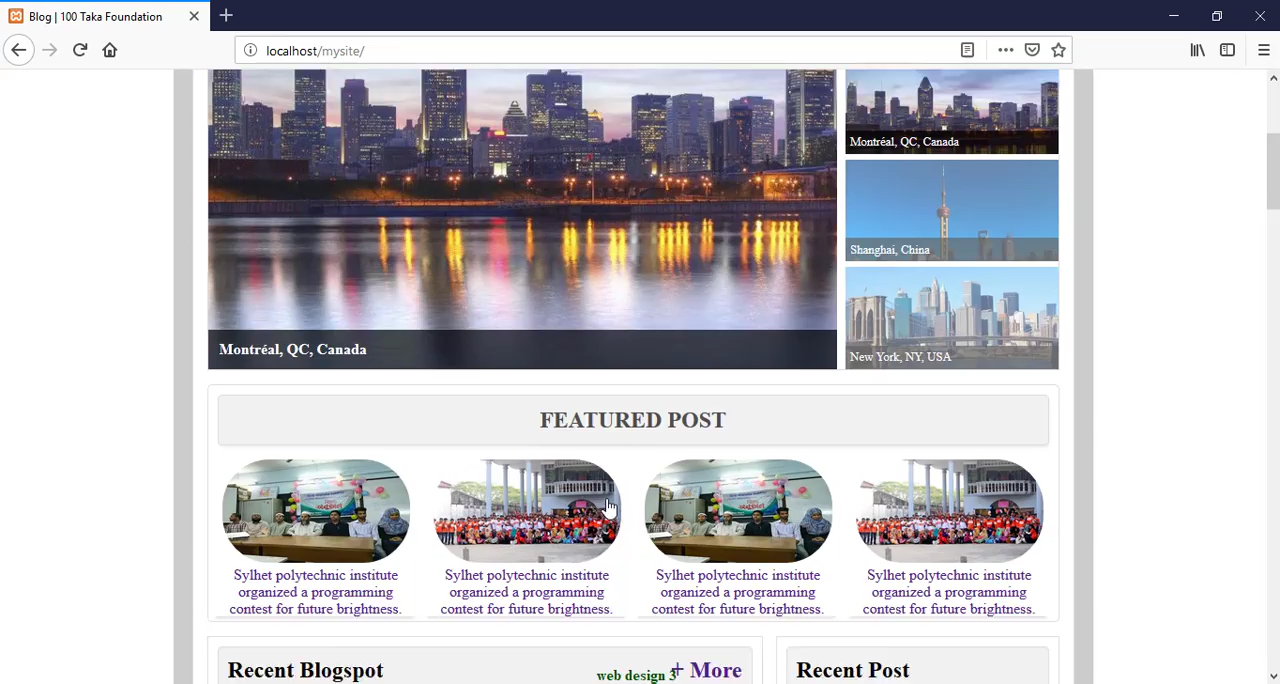 Blog | 100 Taka Foundation
localhost/mysite/
Montréal, QC, Canada
Shanghai, China
New York, NY, USA
Montréal, QC, Canada
FEATURED POST
Sylhet polytechnic institute
organized a programming
contest for future brightness.
Sylhet polytechnic institute
organized a programming
contest for future brightness.
Sylhet polytechnic institute
organized a programming
contest for future brightness.
Sylhet polytechnic institute
organized a programming
contest for future brightness.
Recent Blogspot
web design 3
+ More
Recent Post